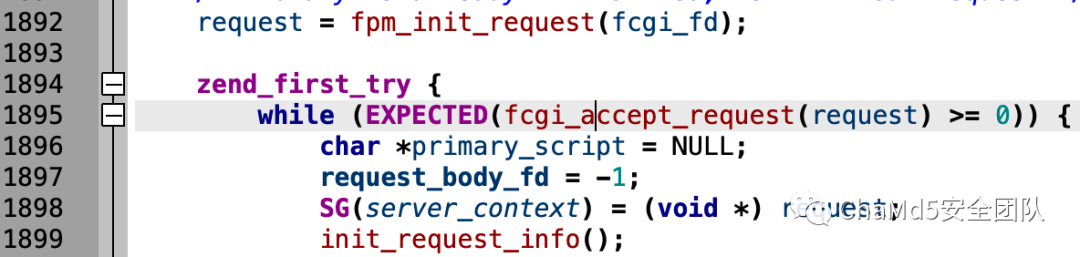 1892 request = fpm_init_request(fcgi_fd);
1893
1894 zend_first_try {
1895 while (EXPECTED(fcgi_accept_request(request) >= 0)) {
1896 char *primary_script = NULL;
1897 request_body_fd = -1;
1898 SG(server_context) = (void *) request;
1899 init_request_info();
ChaMd5安全团队